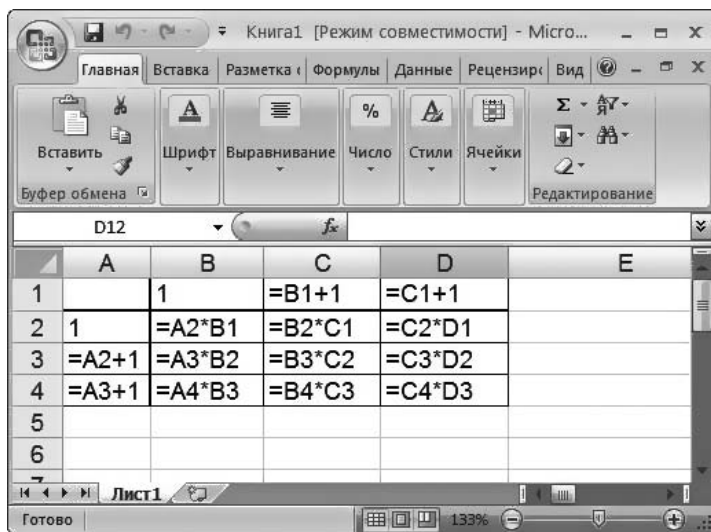 Книга1 [Режим совместимости] - Micro...
Главная Вставка Разметка Формулы Данные Реценз Вид
Вставить Шрифт Выравнивание Число Стили Ячейки
Буфер обмена Редактирование
D12 fx
A B C D E
1 1 =B1+1 =C1+1
2 1 =A2*B1 =B2*C1 =C2*D1
3 =A2+1 =A3*B2 =B3*C2 =C3*D2
4 =A3+1 =A4*B3 =B4*C3 =C4*D3
5
6
7
Лист1
Готово 133%